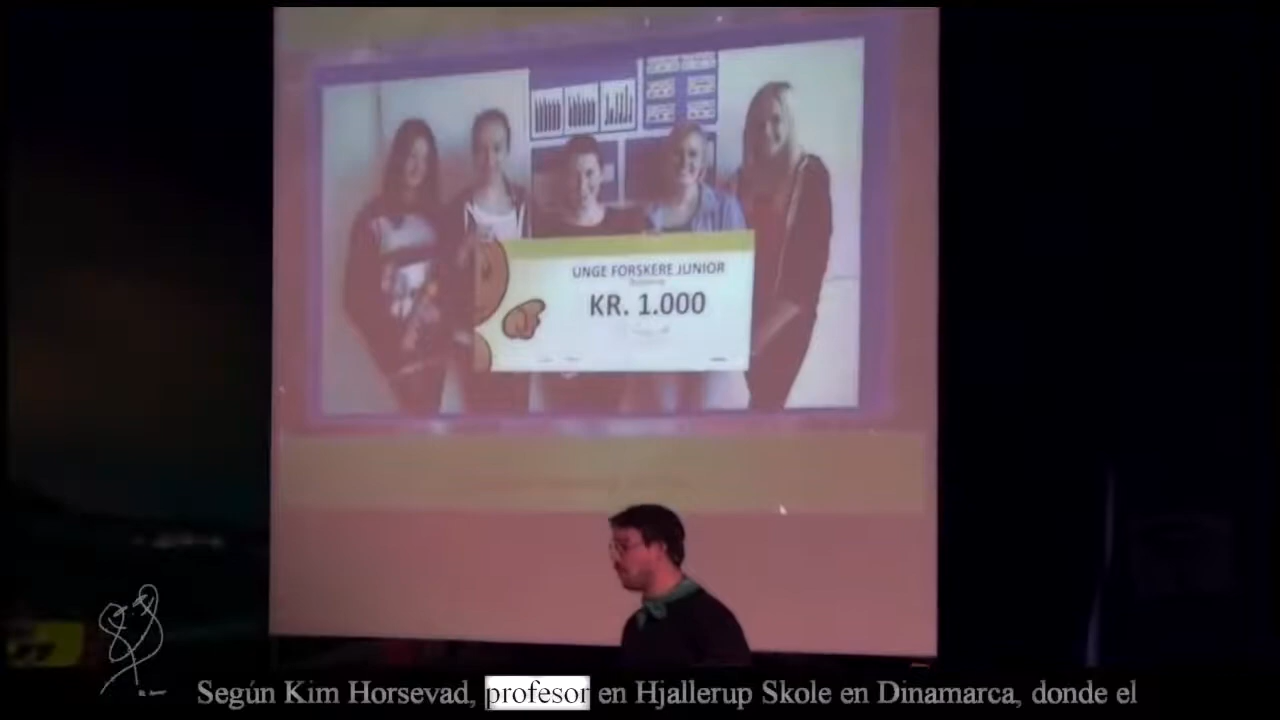 UNGE FORSKERE JUNIOR
KR. 1.000
Según Kim Horsevad, profesor en Hjallerup Skole en Dinamarca, donde el